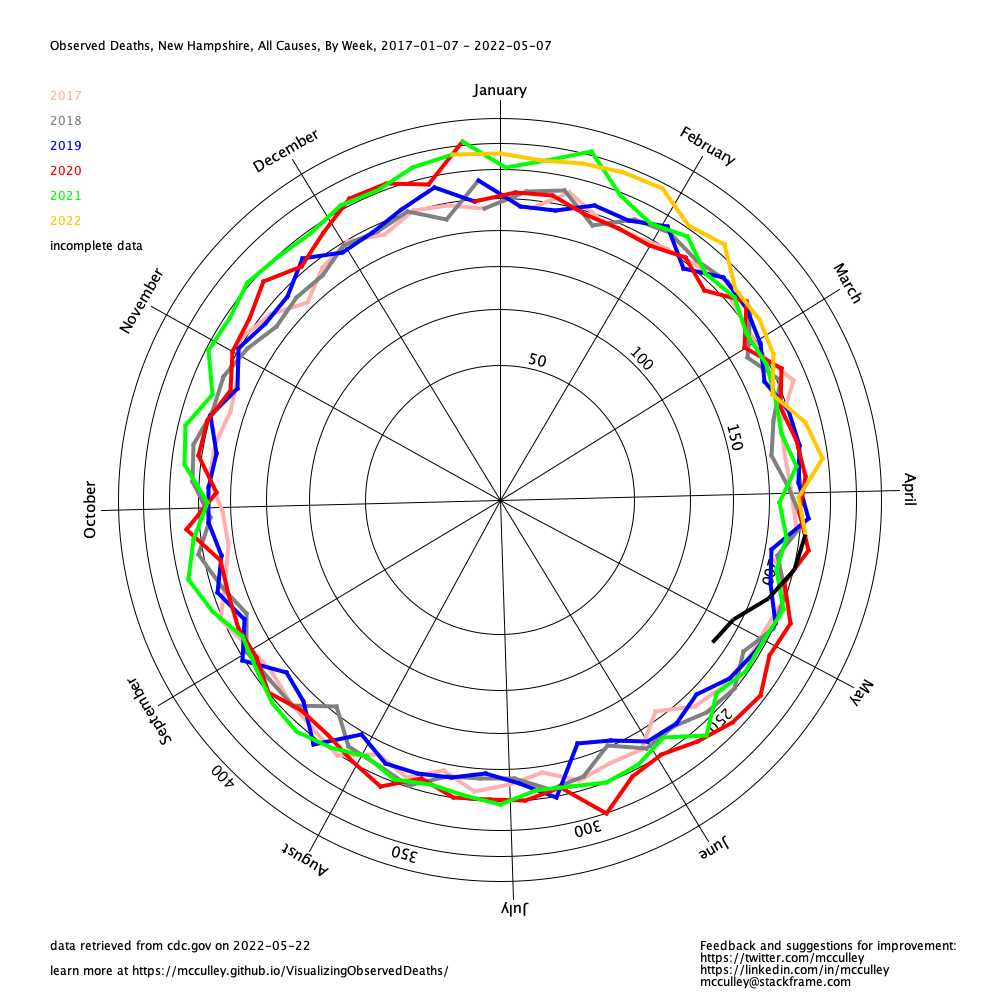 Observed Deaths, New Hampshire, All Causes, By Week, 2017-01-07 - 2022-05-07
2017
2018
2019
2020
2021
2022
incomplete data
January
February
March
April
May
June
July
August
September
October
November
December
50
100
150
200
250
300
350
400
data retrieved from cdc.gov on 2022-05-22
learn more at https://mcculley.github.io/VisualizingObservedDeaths/
Feedback and suggestions for improvement:
https://twitter.com/mcculley
https://linkedin.com/in/mcculley
mcculley@stackframe.com